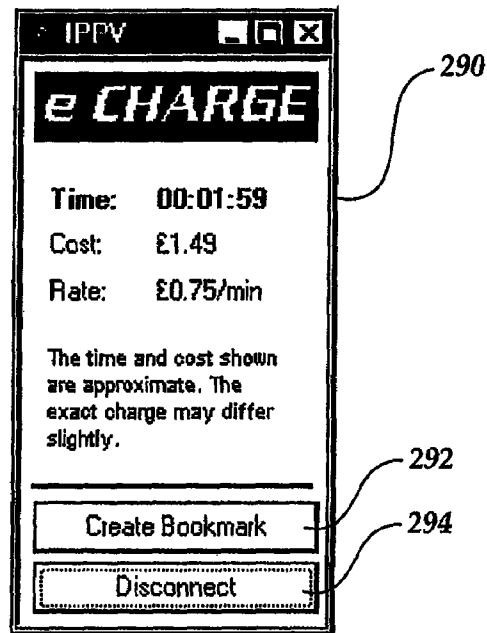 IPPV
290
e CHARGE
Time: 00:01:59
Cost: £1.49
Rate: £0.75/min
The time and cost shown
are approximate. The
exact charge may differ
slightly.
292
Create Bookmark
294
Disconnect